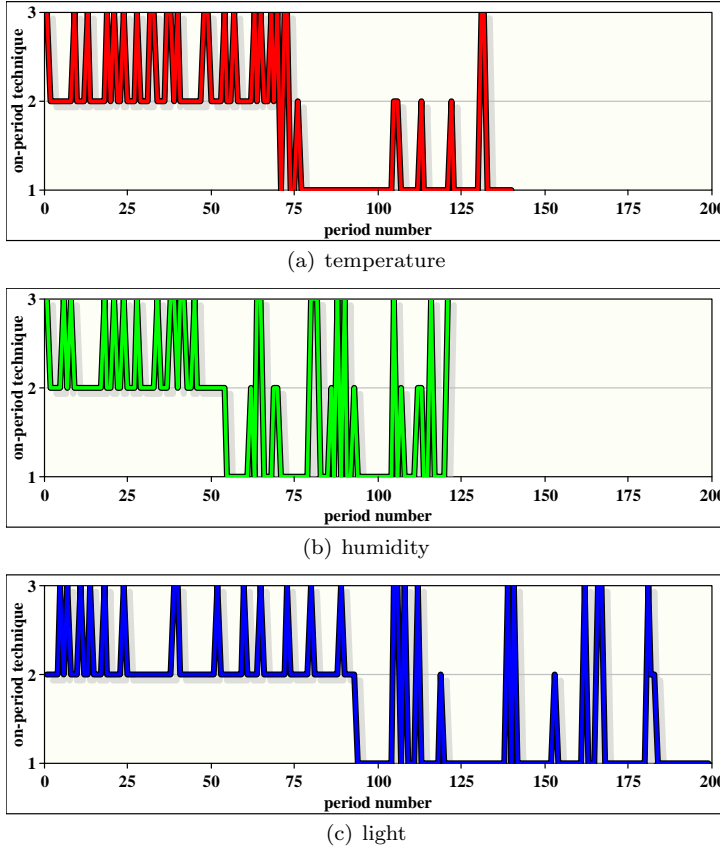 3
2
1
on-period technique
0 25 50 75 100 125 150 175 200
period number
(a) temperature
3
2
1
on-period technique
0 25 50 75 100 125 150 175 200
period number
(b) humidity
3
2
1
on-period technique
0 25 50 75 100 125 150 175 200
period number
(c) light